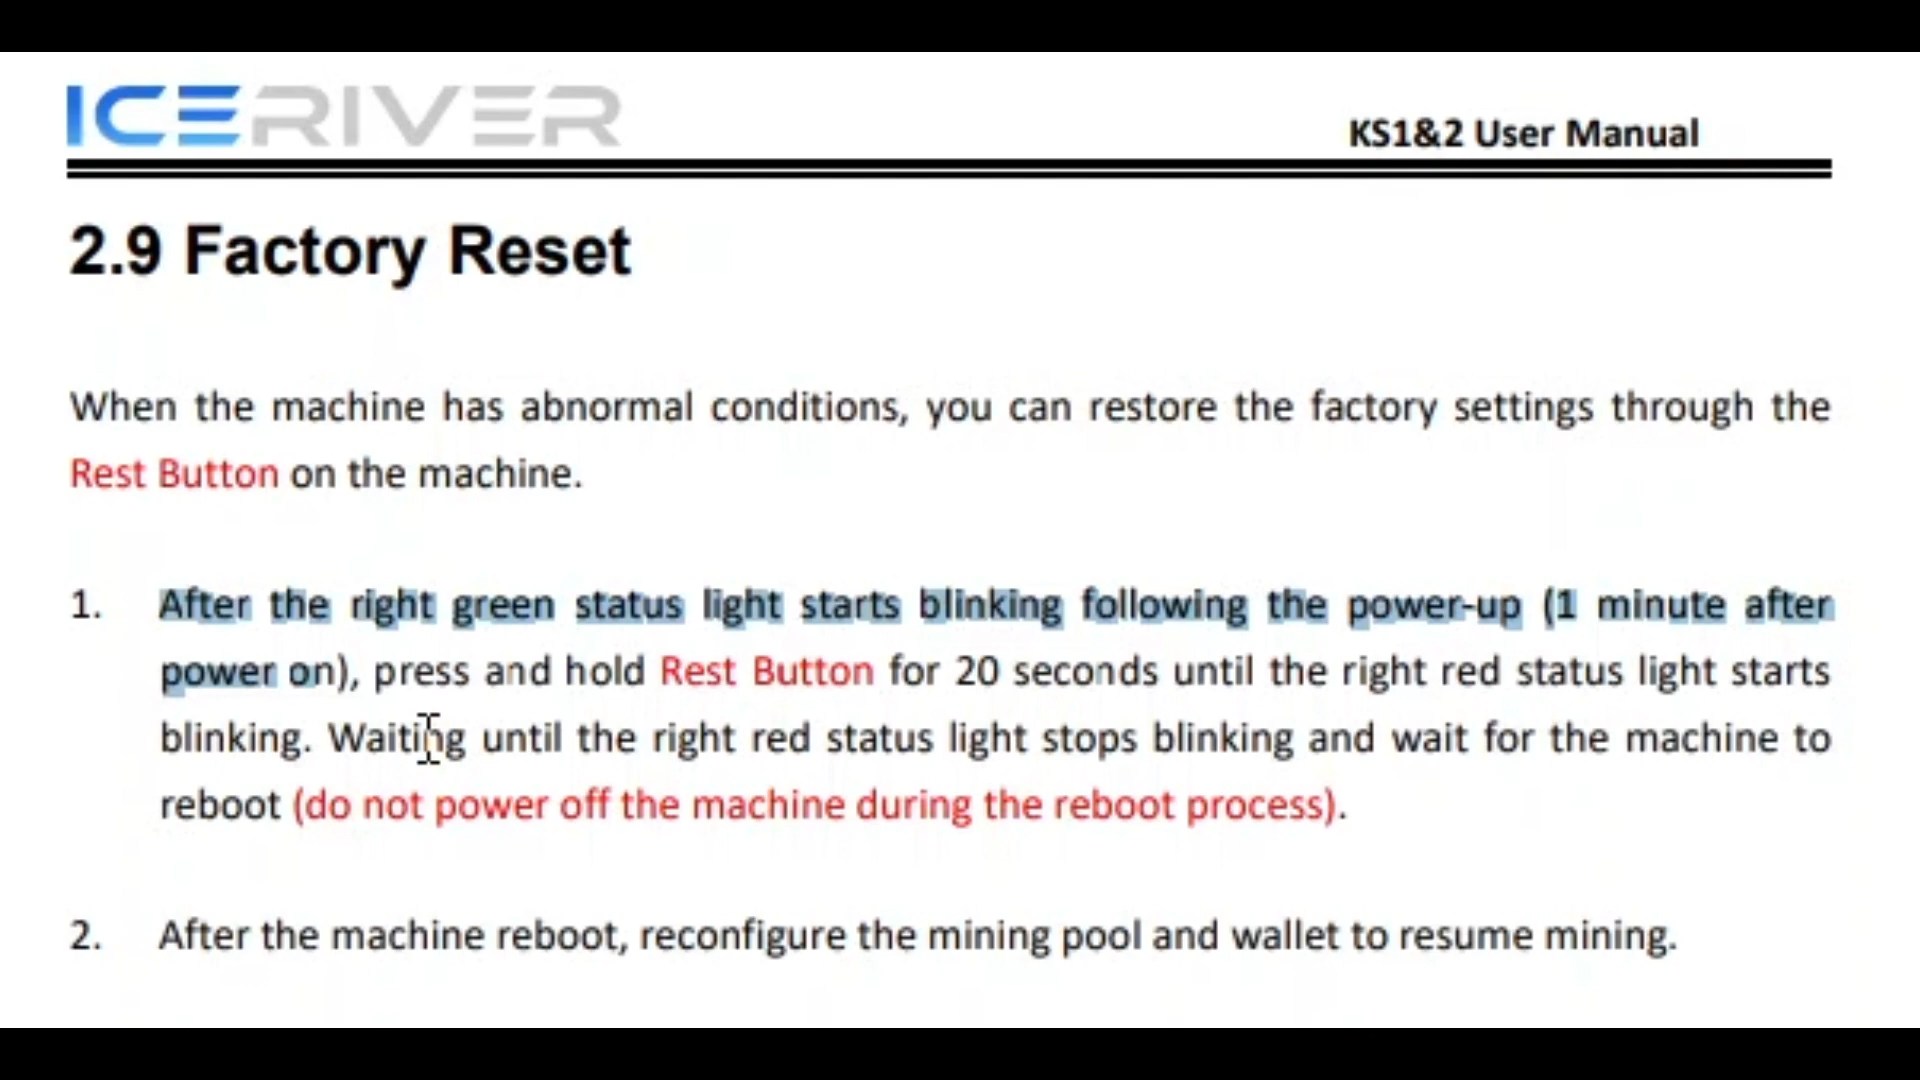 ICERIVER
KS1&2 User Manual
2.9 Factory Reset
When the machine has abnormal conditions, you can restore the factory settings through the
Rest Button on the machine.
1. After the right green status light starts blinking following the power-up (1 minute after
power on), press and hold Rest Button for 20 seconds until the right red status light starts
blinking. Waiting until the right red status light stops blinking and wait for the machine to
reboot (do not power off the machine during the reboot process).
2. After the machine reboot, reconfigure the mining pool and wallet to resume mining.